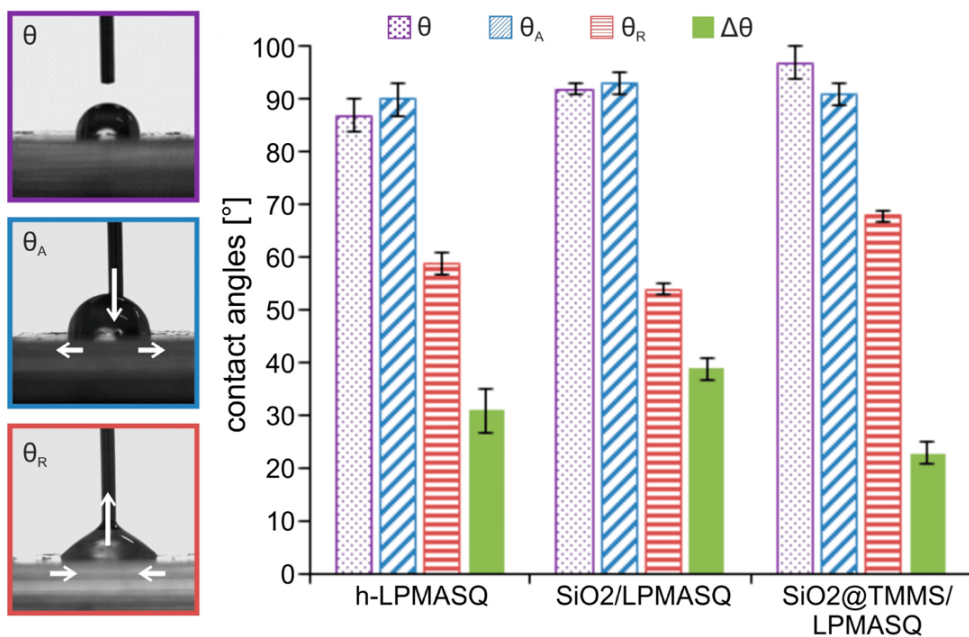 θ
θA
θR
θ θA θR Δθ
contact angles [°]
100
90
80
70
60
50
40
30
20
10
0
h-LPMASQ SiO2/LPMASQ SiO2@TMMS/
LPMASQ